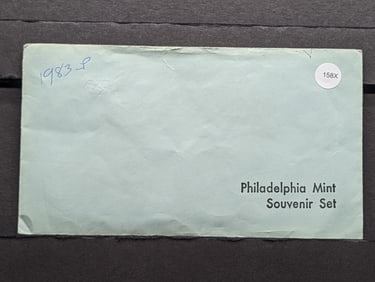 1983-P
158X
Philadelphia Mint
Souvenir Set